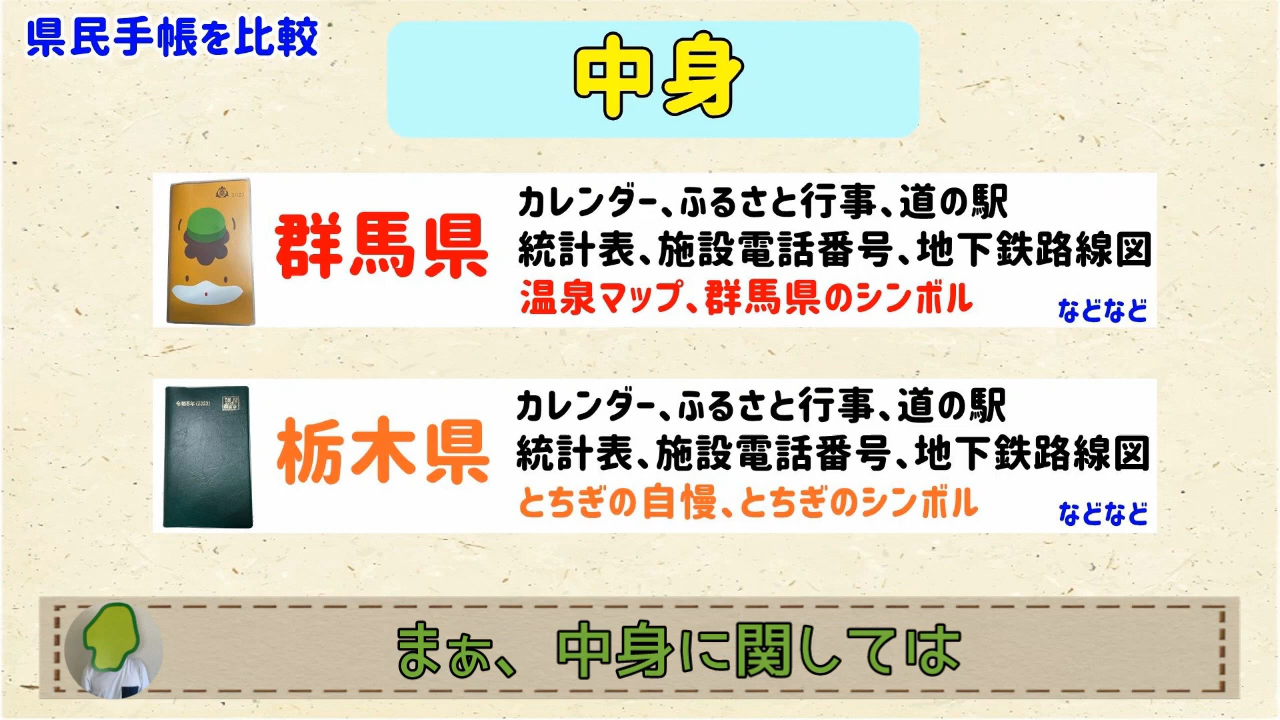 県民手帳を比較
中身
群馬県
カレンダー、ふるさと行事、道の駅
統計表、施設電話番号、地下鉄路線図
温泉マップ、群馬県のシンボル
などなど
栃木県
カレンダー、ふるさと行事、道の駅
統計表、施設電話番号、地下鉄路線図
とちぎの自慢、とちぎのシンボル
などなど
まぁ、中身に関しては